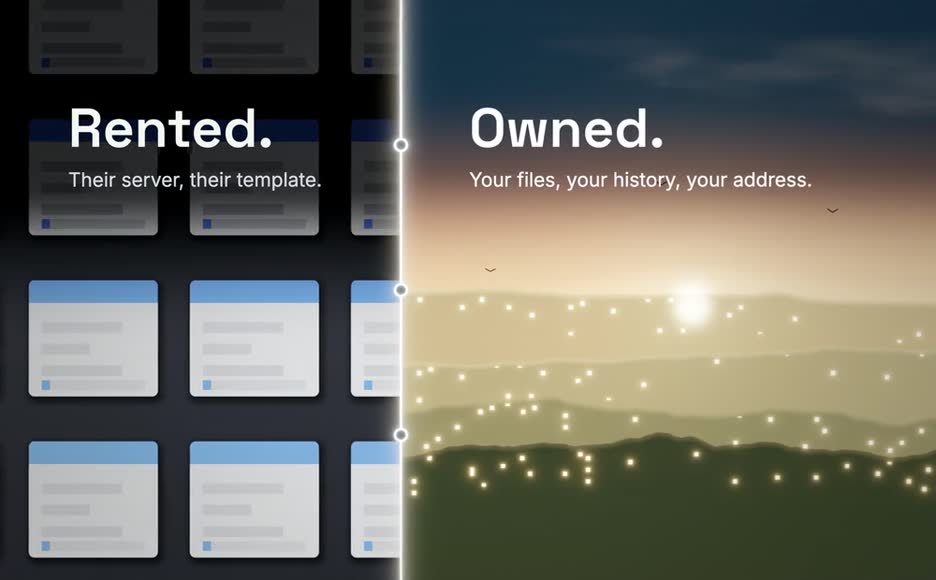 Rented.
Their server, their template.
Owned.
Your files, your history, your address.